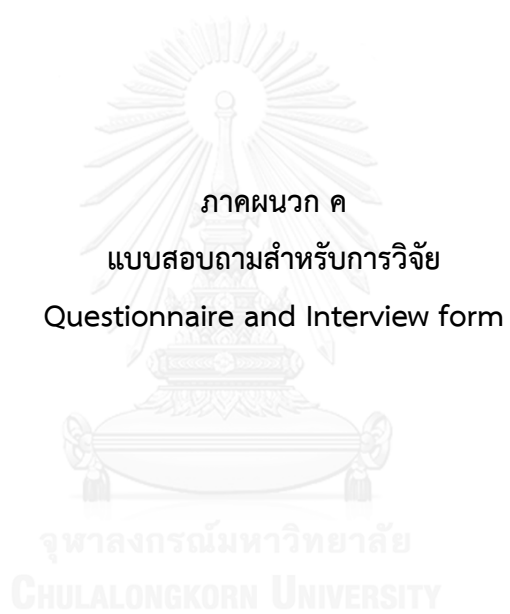 ภาคผนวก ค
แบบสอบถามสำหรับการวิจัย
Questionnaire and Interview form
จุฬาลงกรณ์มหาวิทยาลัย
CHULALONGKORN UNIVERSITY